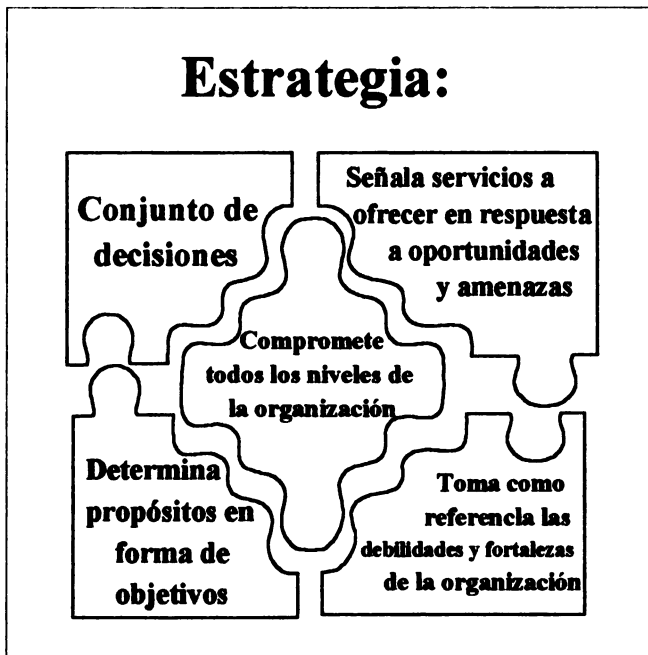 Estrategia:
Conjunto de
decisiones
Señala servicios a
ofrecer en respuesta
a oportunidades
y amenazas
Compromete
todos los niveles de
la organización
Determina
propósitos en
forma de
objetivos
Toma como
referencia las
debilidades y fortalezas
de la organización